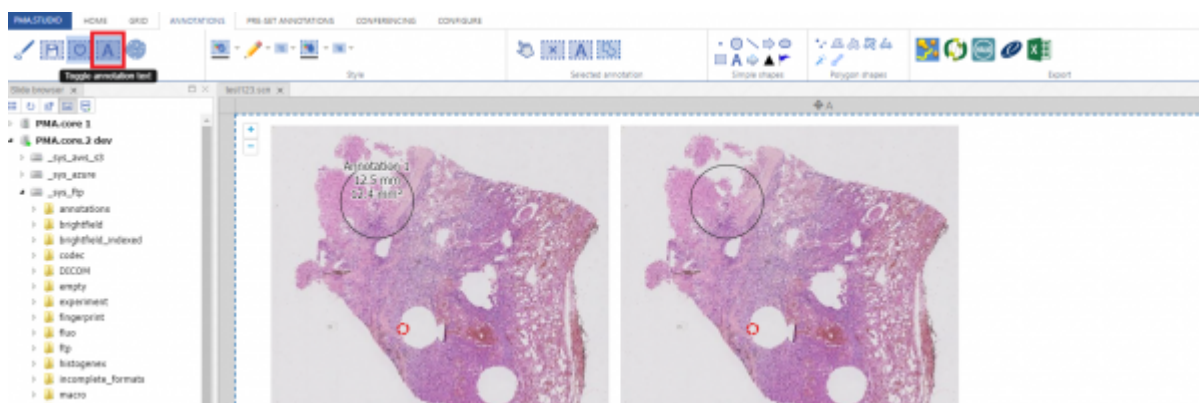 PMA.STUDIO HOME GRID ANNOTATIONS PRE-SET ANNOTATIONS CONFERENCING CONFIGURE
A A A
Toggle annotation text
Style Selected annotation Simple shapes Polygon shapes Export
Slide browser x test123.sch x
A
PMA.core 1
PMA.core.2 dev
_sys_aws_s3
_sys_azure
_sys_ftp
annotations
brightfield
brightfield_indexed
codec
DICOM
empty
experiment
fingerprint
fluo
ftp
histogenex
incomplete_formats
macro
Annotation 1
12.5 mm
12.4 mm²